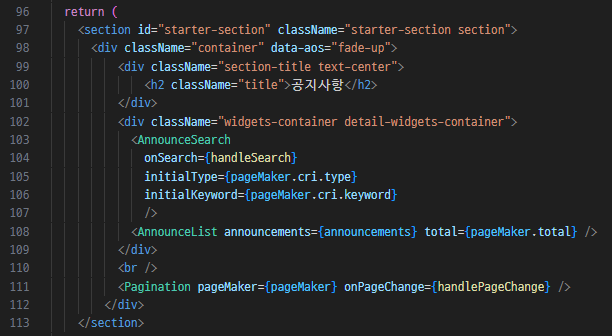 96 return (
97 <section id="starter-section" className="starter-section section">
98 <div className="container" data-aos="fade-up">
99 <div className="section-title text-center">
100 <h2 className="title">공지사항</h2>
101 </div>
102 <div className="widgets-container detail-widgets-container">
103 <AnnounceSearch
104 onSearch={handleSearch}
105 initialType={pageMaker.cri.type}
106 initialKeyword={pageMaker.cri.keyword}
107 />
108 <AnnounceList announcements={announcements} total={pageMaker.total} />
109 </div>
110 <br />
111 <Pagination pageMaker={pageMaker} onPageChange={handlePageChange} />
112 </div>
113 </section>